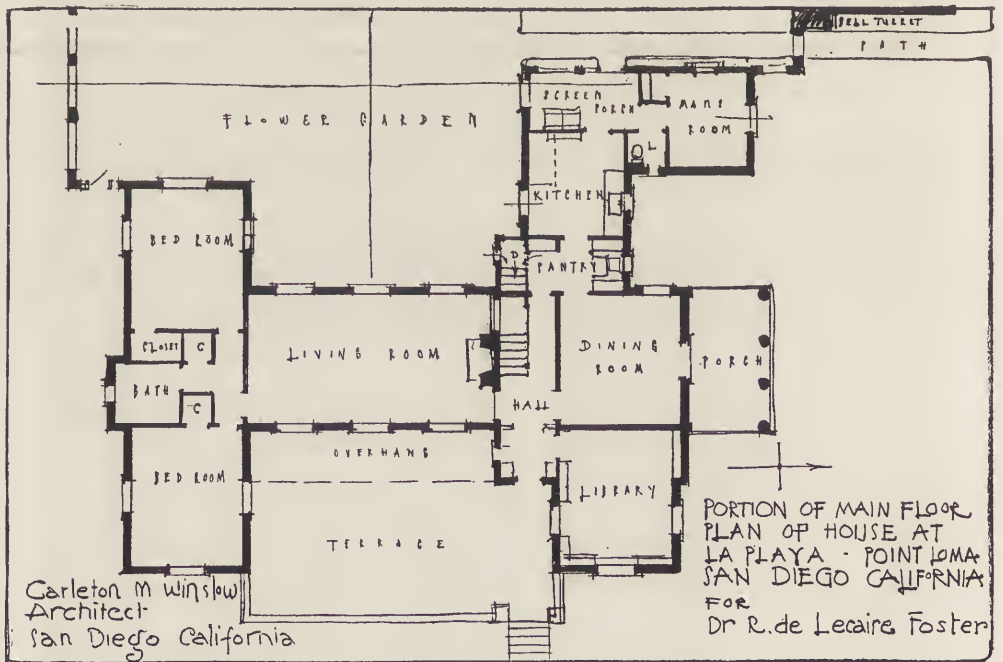 BELL TURRET
PATH
SCREEN
PORCH
MANS
ROOM
FLOWER GARDEN
L
KITCHEN
BED ROOM
D
PANTRY
CLOSET
C
LIVING ROOM
DINING
ROOM
PORCH
BATH
C
HALL
OVERHANG
BED ROOM
LIBRARY
TERRACE
PORTION OF MAIN FLOOR
PLAN OF HOUSE AT
LA PLAYA - POINT LOMA
SAN DIEGO CALIFORNIA
FOR
Dr R. de Lecaire Foster
Carleton M Winslow
Architect
San Diego California